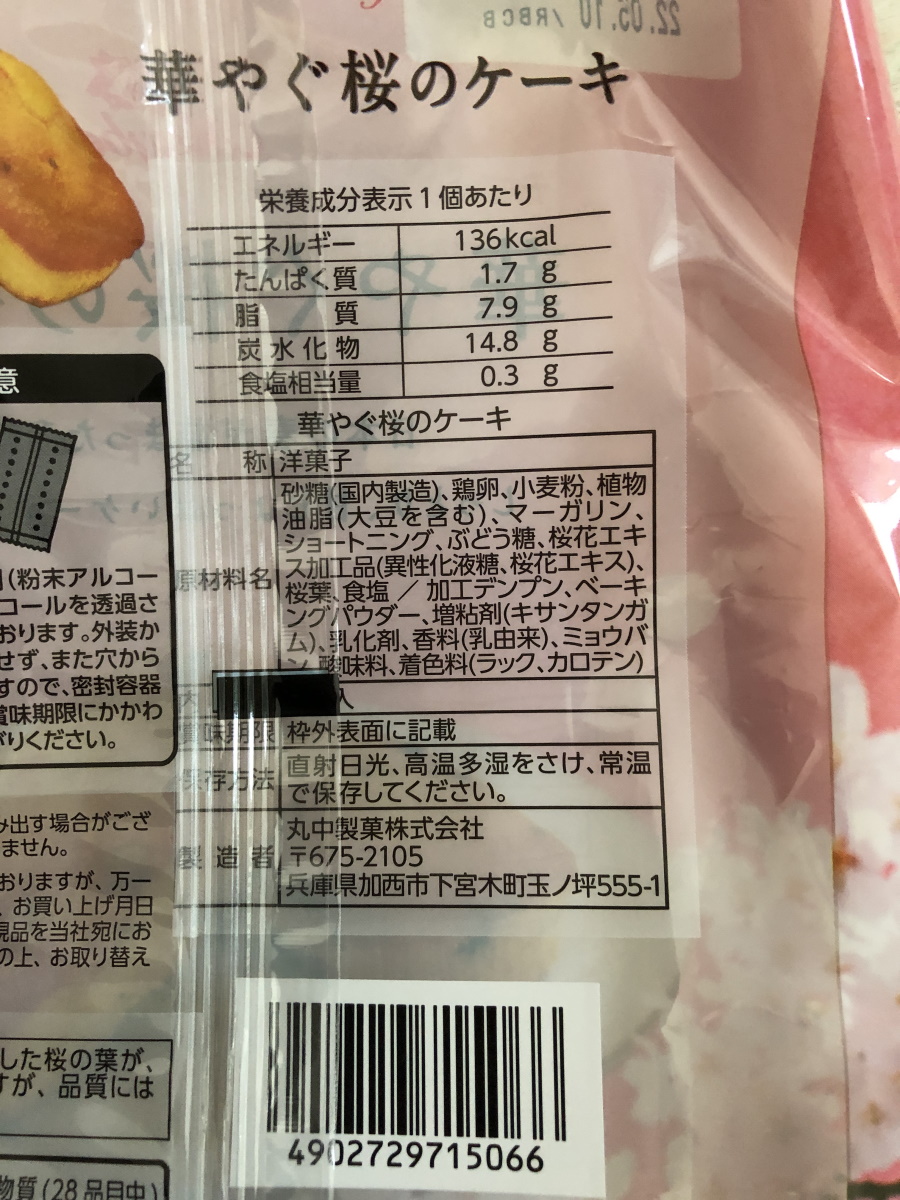 22.05.10 / RBCB
華やぐ桜のケーキ
栄養成分表示1個あたり
エネルギー 136kcal
たんぱく質 1.7 g
脂 質 7.9 g
炭水化物 14.8 g
食塩相当量 0.3 g
華やぐ桜のケーキ
名 称 洋菓子
原材料名 砂糖(国内製造)、鶏卵、小麦粉、植物
油脂(大豆を含む)、マーガリン、
ショートニング、ぶどう糖、桜花エキ
ス加工品(異性化液糖、桜花エキス)、
桜葉、食塩 / 加工デンプン、ベーキ
ングパウダー、増粘剤(キサンタンガ
ム)、乳化剤、香料(乳由来)、ミョウバ
ン、酸味料、着色料(ラック、カロテン)
内 入
賞味期限 枠外表面に記載
保存方法 直射日光、高温多湿をさけ、常温
で保存してください。
製造者 丸中製菓株式会社
〒675-2105
兵庫県加西市下宮木町玉ノ坪555-1
意
(粉末アルコー
コールを透過さ
おります。外装か
せず、また穴から
すので、密封容器
賞味期限にかかわ
がりください。
み出す場合がござ
ません。
おりますが、万一
、お買い上げ月日
現品を当社宛にお
の上、お取り替え
した桜の葉が、
すが、品質には
物質(28品目中)
4902729715066